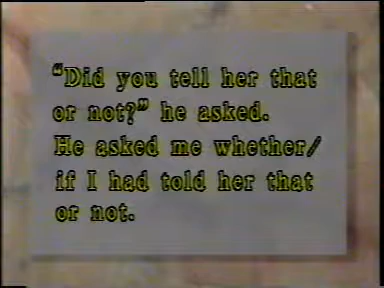 “Did you tell her that
or not?” he asked.
He asked me whether/
if I had told her that
or not.